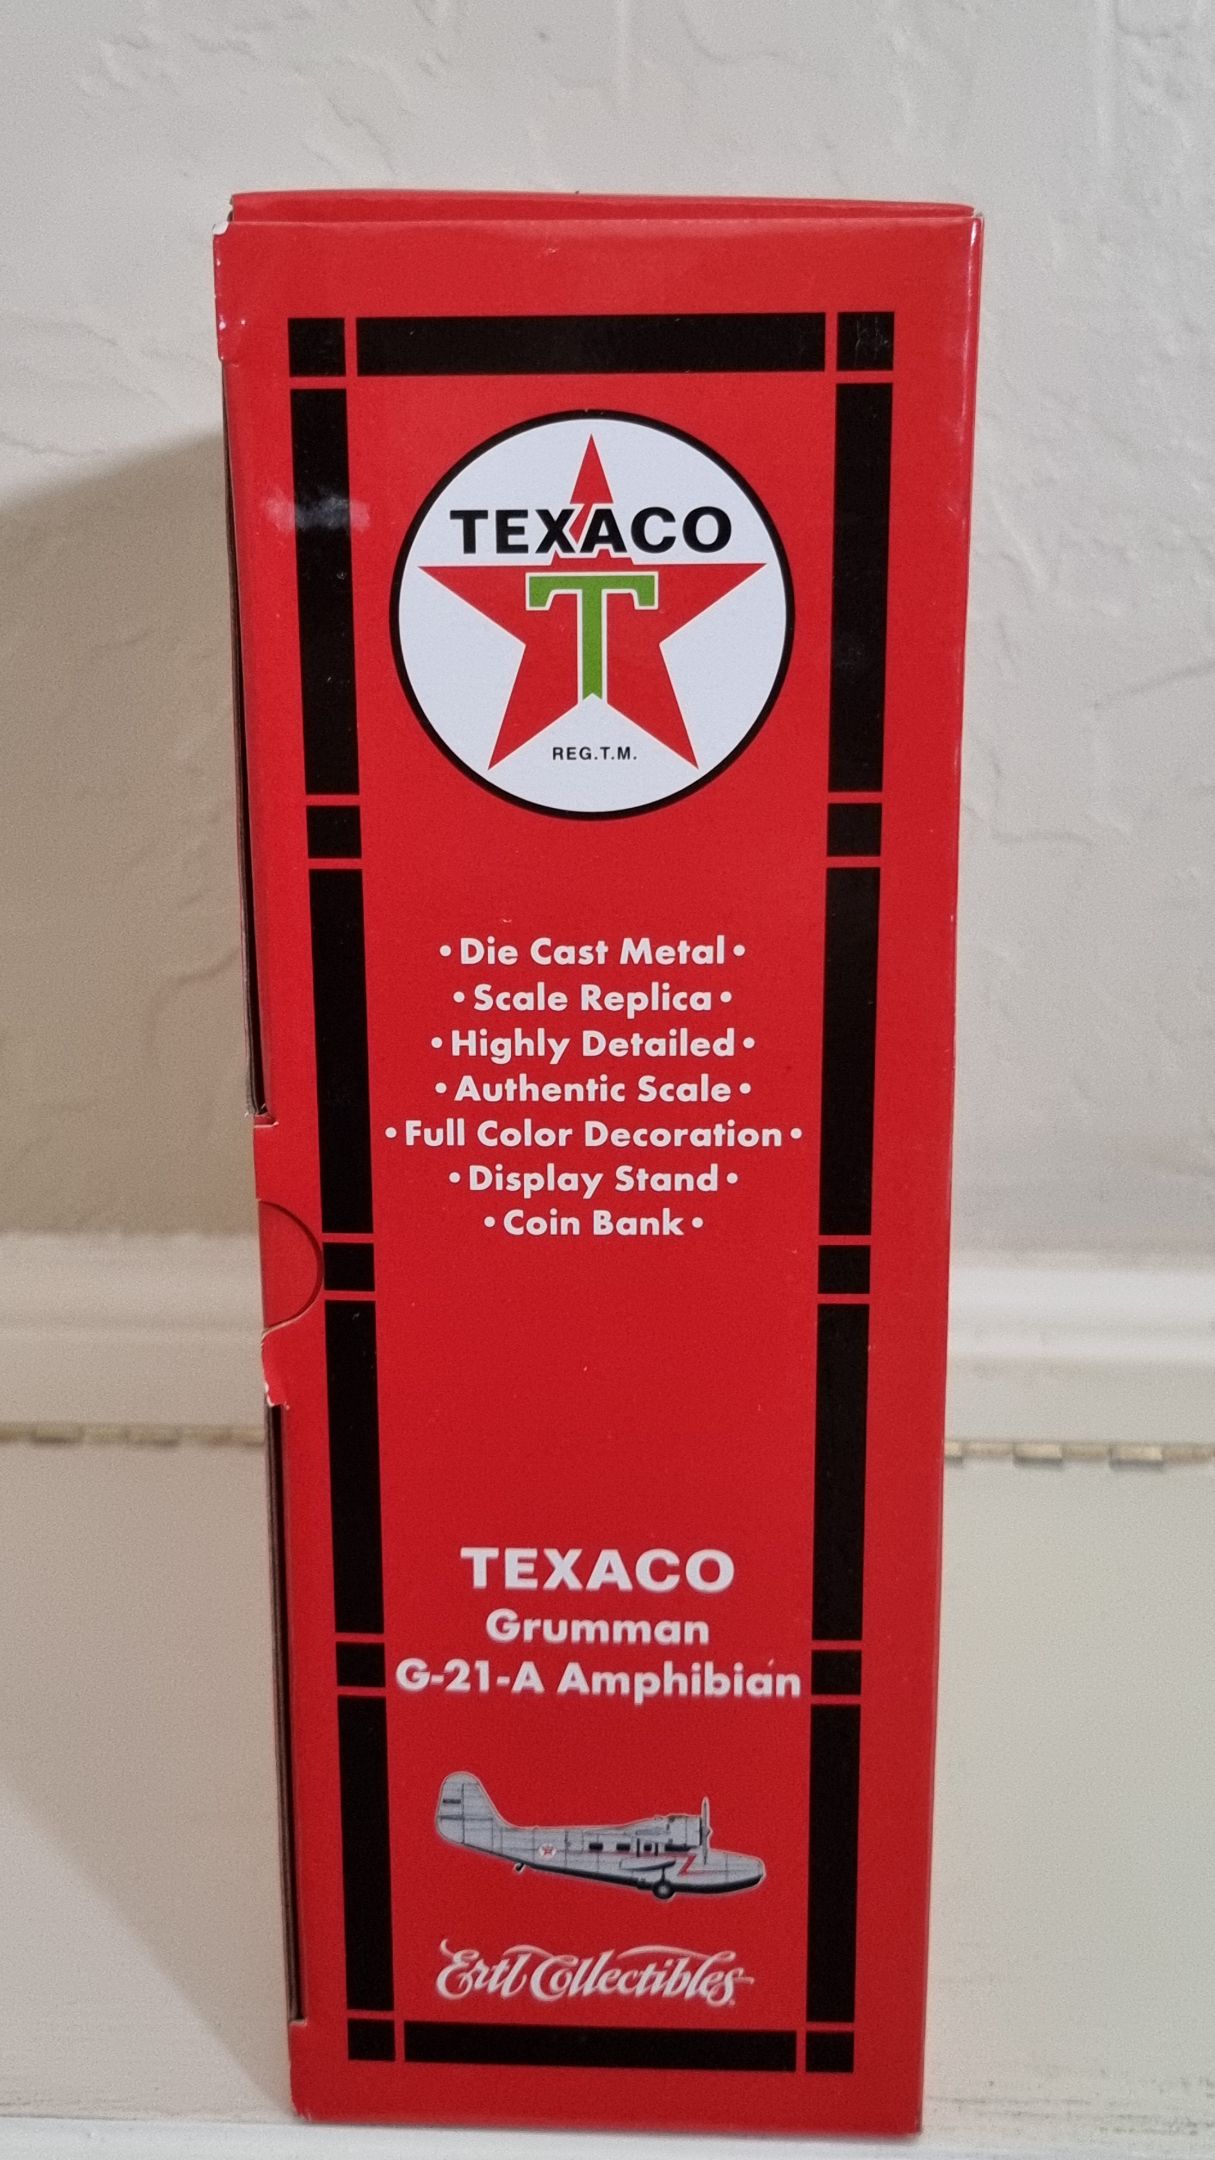 TEXACO
T
REG.T.M.
•Die Cast Metal•
•Scale Replica•
•Highly Detailed•
•Authentic Scale•
•Full Color Decoration•
•Display Stand•
•Coin Bank•
TEXACO
Grumman
G-21-A Amphibian
Ertl Collectibles